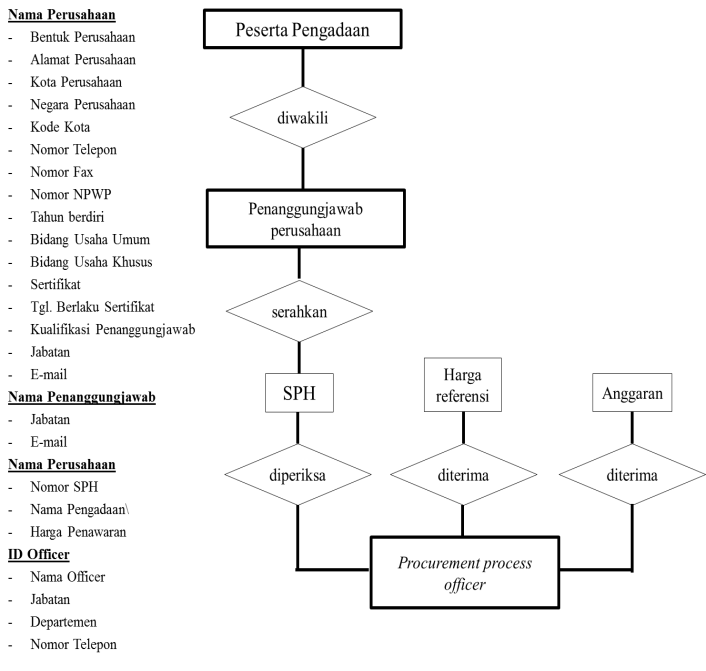 Nama Perusahaan
- Bentuk Perusahaan
- Alamat Perusahaan
- Kota Perusahaan
- Negara Perusahaan
- Kode Kota
- Nomor Telepon
- Nomor Fax
- Nomor NPWP
- Tahun berdiri
- Bidang Usaha Umum
- Bidang Usaha Khusus
- Sertifikat
- Tgl. Berlaku Sertifikat
- Kualifikasi Penanggungjawab
- Jabatan
- E-mail
Nama Penanggungjawab
- Jabatan
- E-mail
Nama Perusahaan
- Nomor SPH
- Nama Pengadaan\
- Harga Penawaran
ID Officer
- Nama Officer
- Jabatan
- Departemen
- Nomor Telepon
Peserta Pengadaan
diwakili
Penanggungjawab
perusahaan
serahkan
SPH
Harga
referensi
Anggaran
diperiksa
diterima
diterima
Procurement process
officer